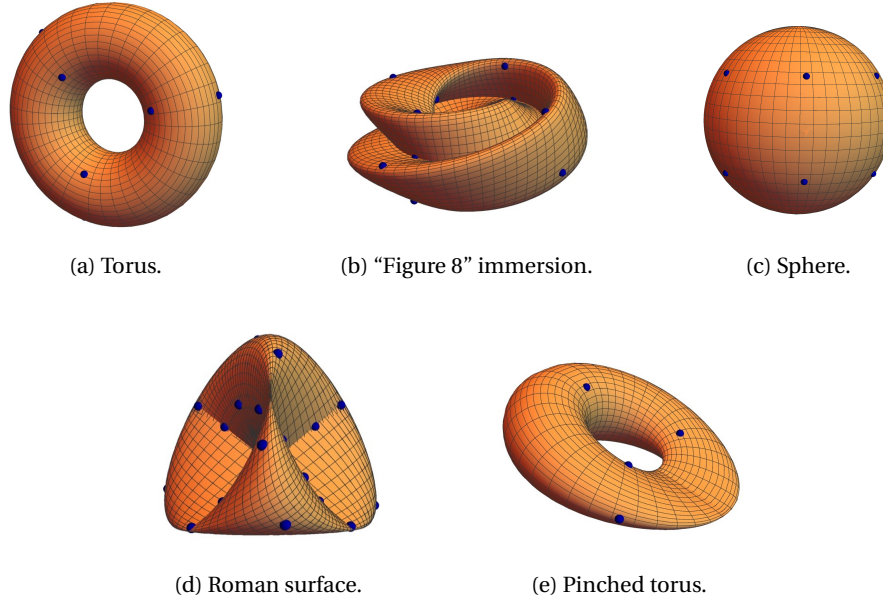 (a) Torus.
(b) “Figure 8” immersion.
(c) Sphere.
(d) Roman surface.
(e) Pinched torus.